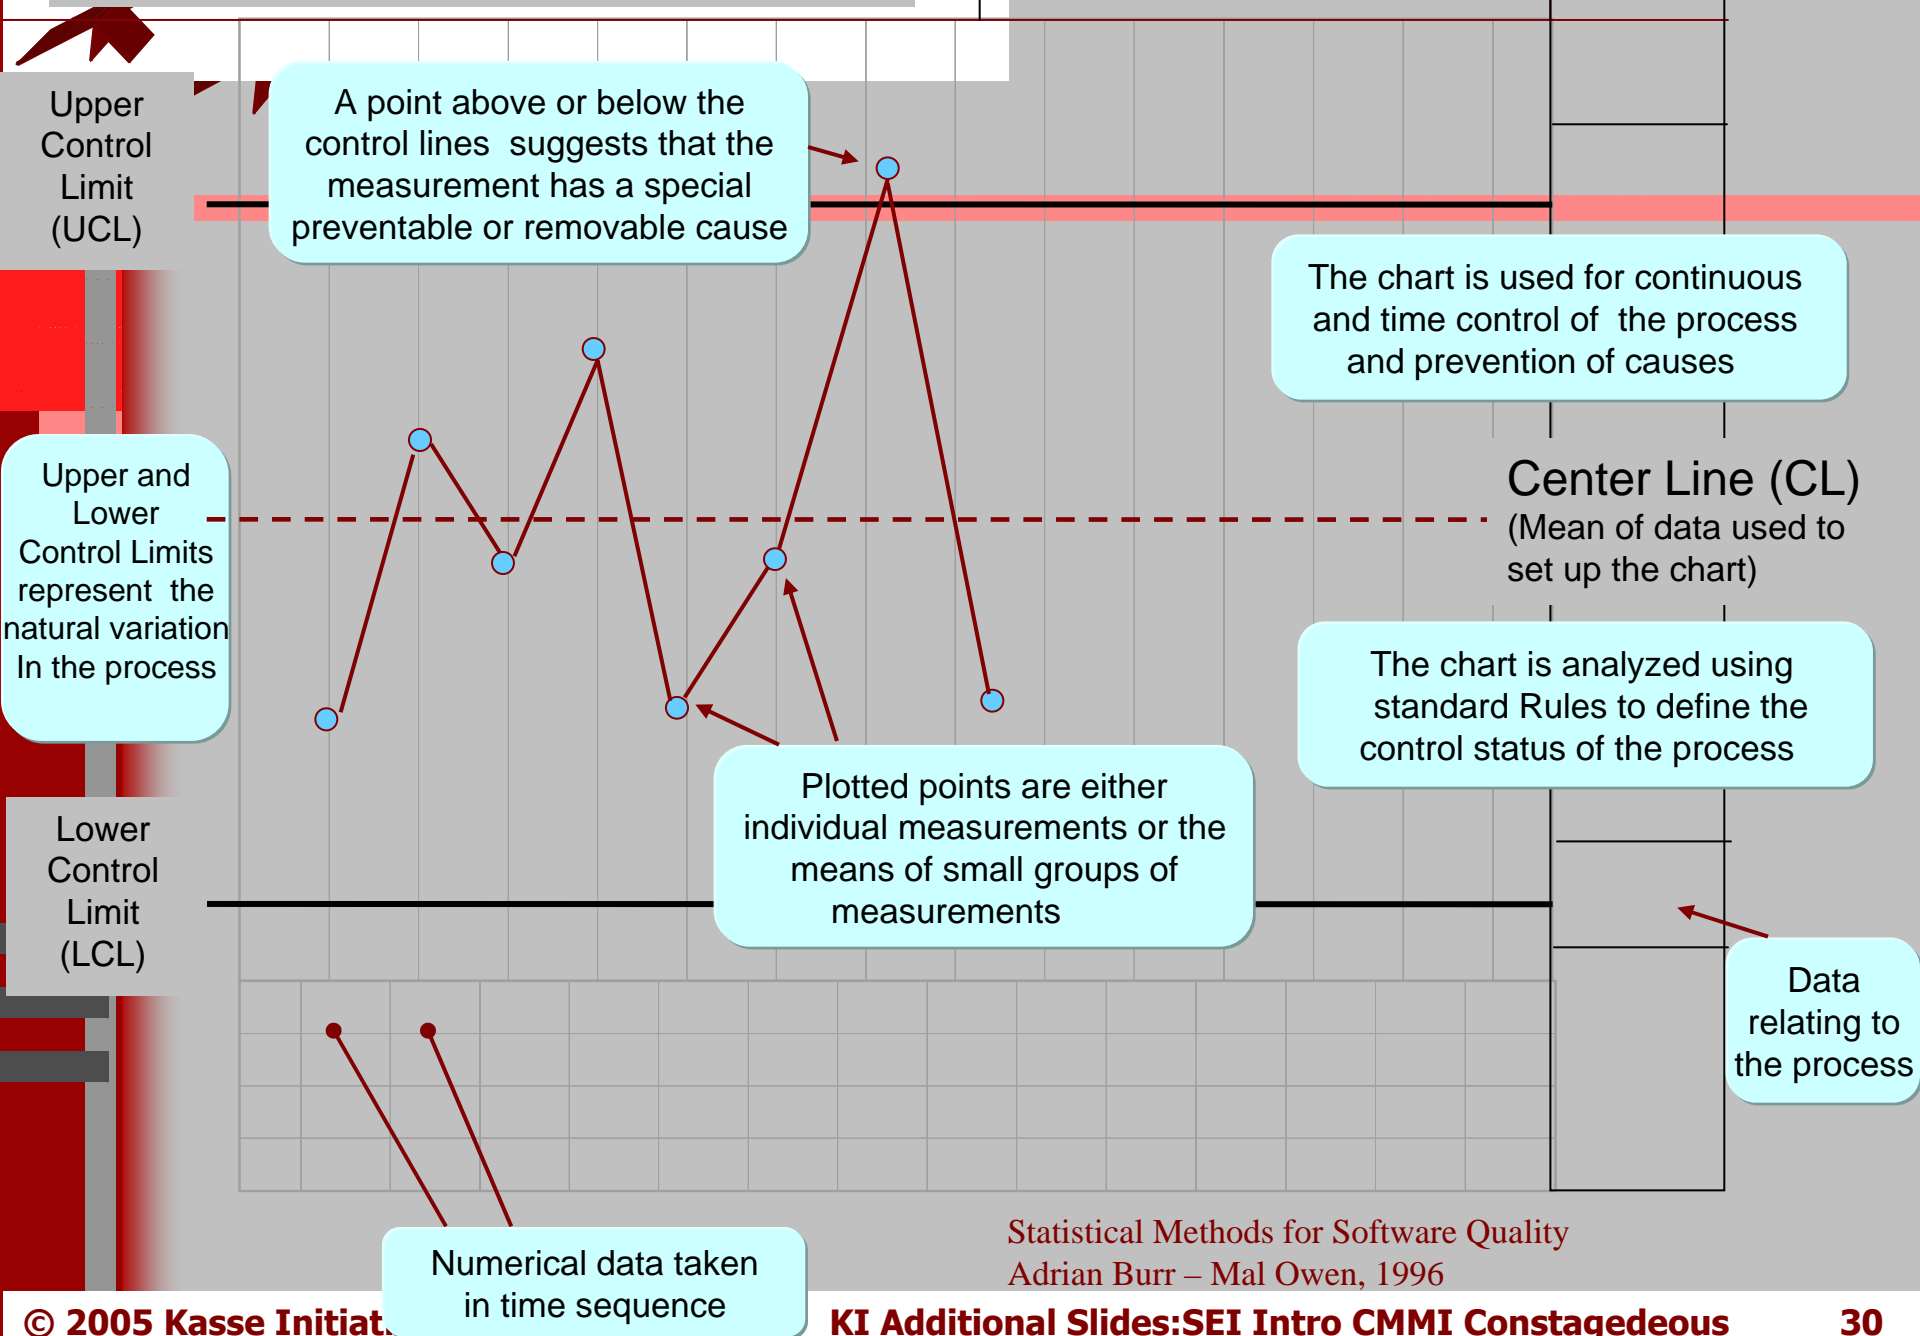 Upper
Control
Limit
(UCL)
A point above or below the
control lines suggests that the
measurement has a special
preventable or removable cause
The chart is used for continuous
and time control of the process
and prevention of causes
Upper and
Lower
Control Limits
represent the
natural variation
In the process
Center Line (CL)
(Mean of data used to
set up the chart)
The chart is analyzed using
standard Rules to define the
control status of the process
Plotted points are either
individual measurements or the
means of small groups of
measurements
Lower
Control
Limit
(LCL)
Data
relating to
the process
Numerical data taken
in time sequence
Statistical Methods for Software Quality
Adrian Burr – Mal Owen, 1996
© 2005 Kasse Initiat
KI Additional Slides:SEI Intro CMMI Constagedeous
30